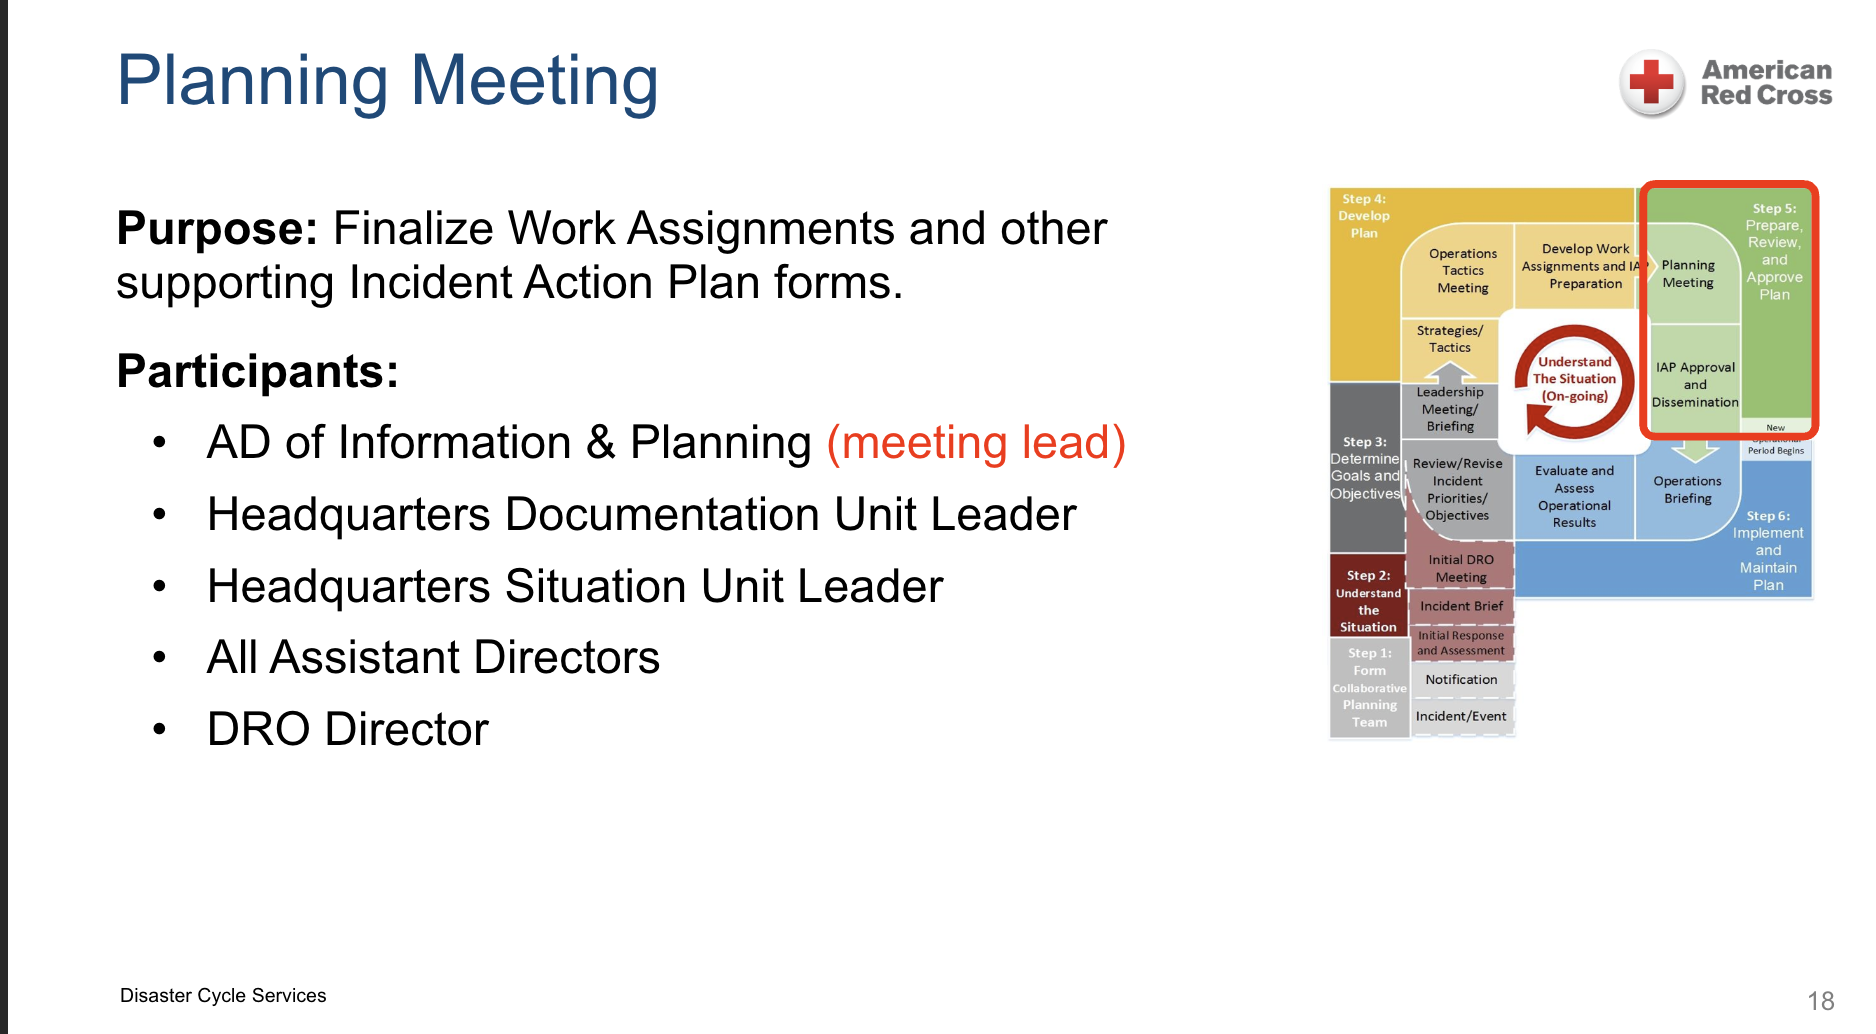 Planning Meeting
American
Red Cross
Purpose: Finalize Work Assignments and other
supporting Incident Action Plan forms.
Participants:
• AD of Information & Planning (meeting lead)
• Headquarters Documentation Unit Leader
• Headquarters Situation Unit Leader
• All Assistant Directors
• DRO Director
Step 4:
Develop
Plan
Operations
Tactics
Meeting
Develop Work
Assignments and IAP
Preparation
Planning
Meeting
Step 5:
Prepare,
Review,
and
Approve
Plan
Strategies/
Tactics
Understand
The Situation
(On-going)
IAP Approval
and
Dissemination
Leadership
Meeting/
Briefing
New
Operational
Period Begins
Step 3:
Determine
Goals and
Objectives
Review/Revise
Incident
Priorities/
Objectives
Evaluate and
Assess
Operational
Results
Operations
Briefing
Step 6:
Implement
and
Maintain
Plan
Step 2:
Understand
the
Situation
Initial DRO
Meeting
Incident Brief
Initial Response
and Assessment
Step 1:
Form
Collaborative
Planning
Team
Notification
Incident/Event
Disaster Cycle Services
18